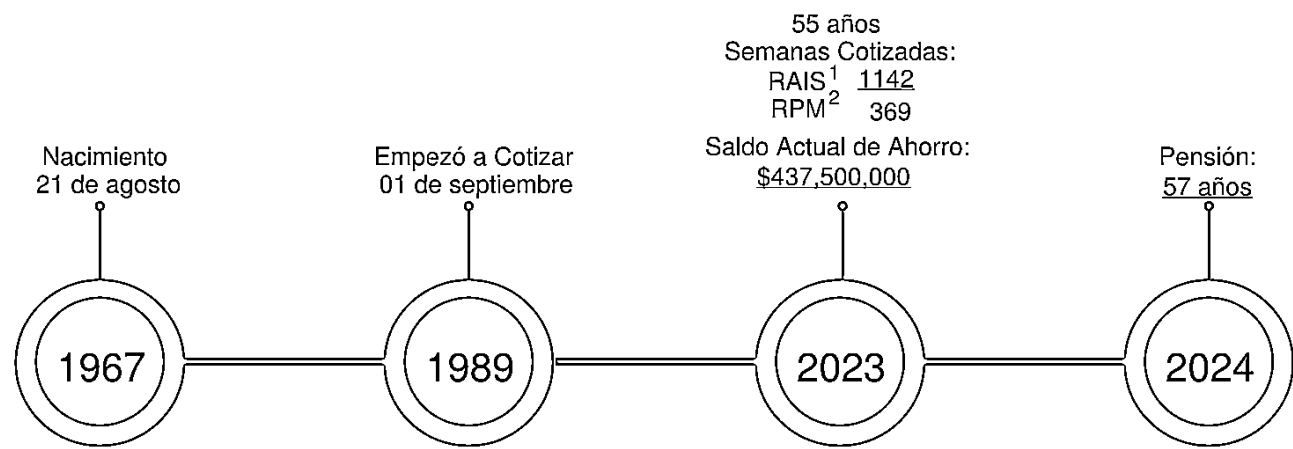 55 años
Semanas Cotizadas:
RAIS¹ 1142
RPM² 369
Saldo Actual de Ahorro:
$437,500,000
Nacimiento
21 de agosto
Empezó a Cotizar
01 de septiembre
Pensión:
57 años
1967
1989
2023
2024